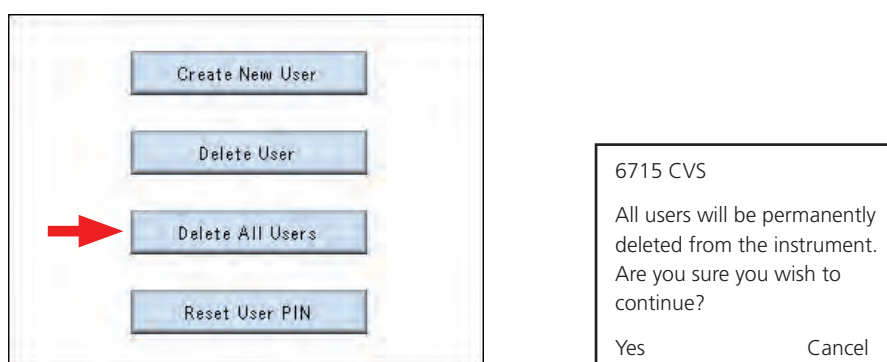 Create New User
Delete User
Delete All Users
Reset User PIN
6715 CVS
All users will be permanently
deleted from the instrument.
Are you sure you wish to
continue?
Yes Cancel